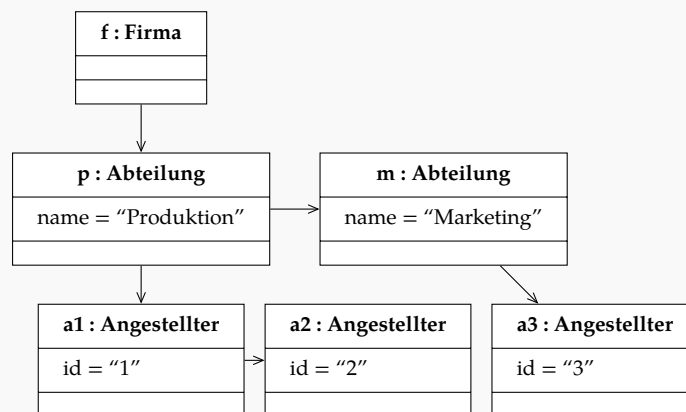 f : Firma
p : Abteilung
m : Abteilung
name = “Produktion”
name = “Marketing”
a1 : Angestellter
a2 : Angestellter
a3 : Angestellter
id = “1”
id = “2”
id = “3”